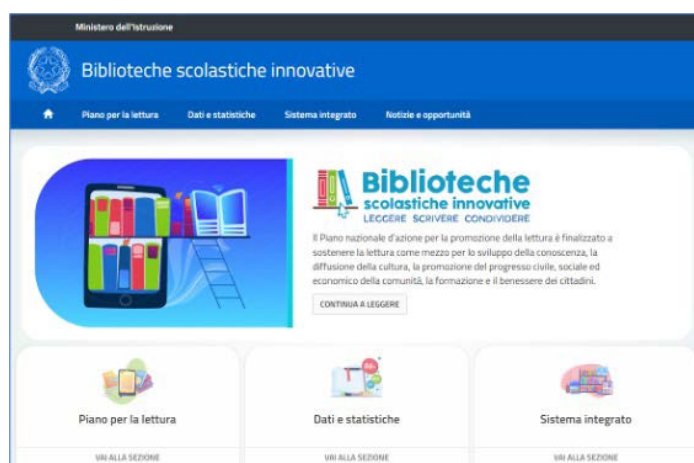 Ministero dell'Istruzione
Biblioteche scolastiche innovative
Piano per la lettura Dati e statistiche Sistema integrato Notizie e opportunità
Biblioteche
scolastiche innovative
LEGGERE SCRIVERE CONDIVIDERE
Il Piano nazionale d'azione per la promozione della lettura è finalizzato a
sostenere la lettura come mezzo per lo sviluppo della conoscenza, la
diffusione della cultura, la promozione del progresso civile, sociale ed
economico della comunità, la formazione e il benessere dei cittadini.
CONTINUA A LEGGERE
Piano per la lettura Dati e statistiche Sistema integrato
VAI ALLA SEZIONE VAI ALLA SEZIONE VAI ALLA SEZIONE